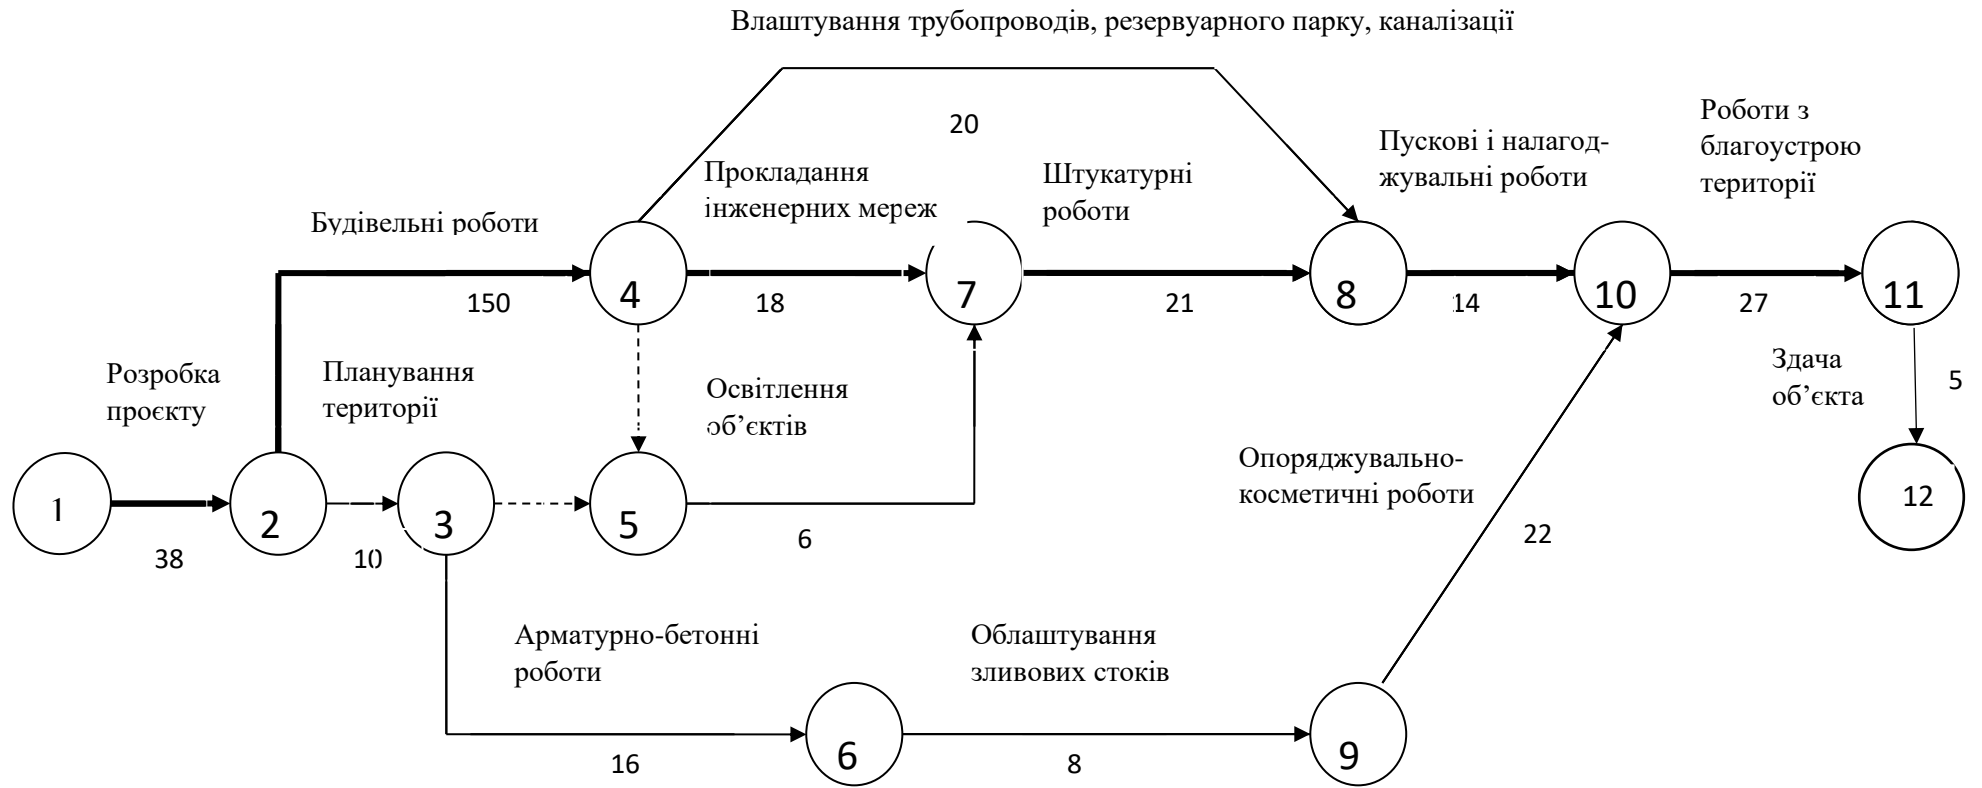 Влаштування трубопроводів, резервуарного парку, каналізації
20
Прокладання
інженерних мереж
Штукатурні
роботи
Пускові і налагод-
жувальні роботи
Роботи з
благоустрою
території
Будівельні роботи
4
7
8
10
11
150
18
21
14
27
Розробка
проєкту
Планування
території
Освітлення
об’єктів
Здача
об’єкта
5
Опоряджувально-
косметичні роботи
1
2
3
5
12
38
10
6
22
Арматурно-бетонні
роботи
Облаштування
зливових стоків
6
9
16
8